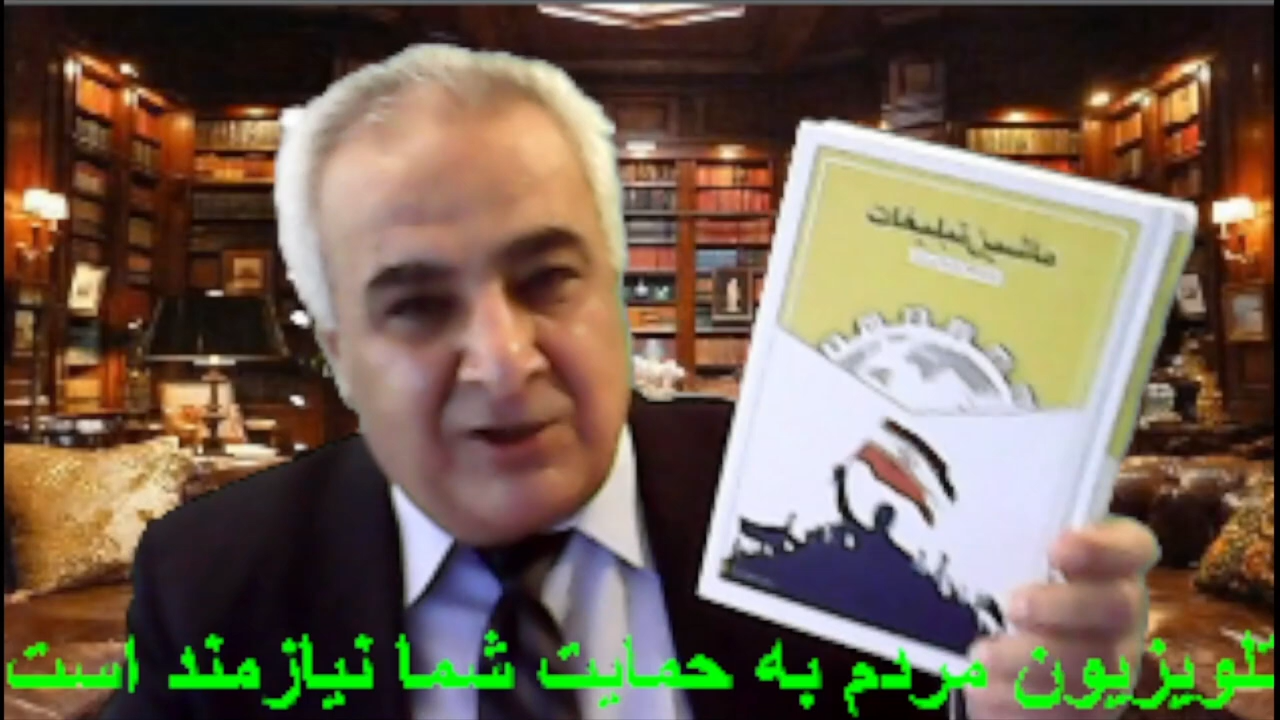 ماشین تبلیغات
تلویزیون مردم به حمایت شما نیازمند است